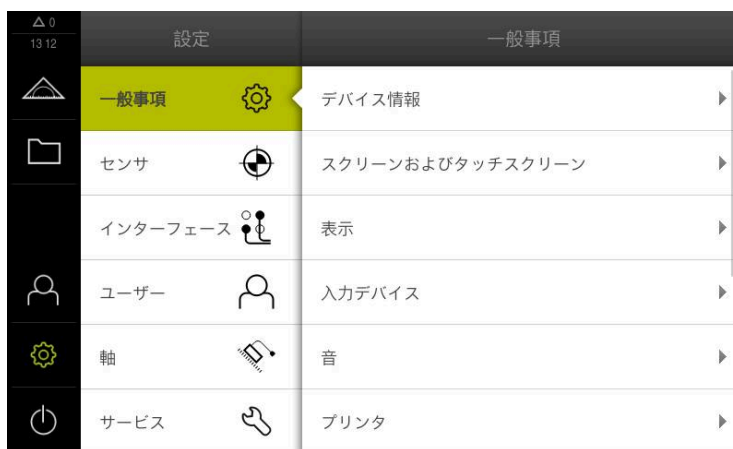 0
13 12
設定
一般事項
一般事項
センサ
インターフェース
ユーザー
軸
サービス
デバイス情報
スクリーンおよびタッチスクリーン
表示
入力デバイス
音
プリンタ